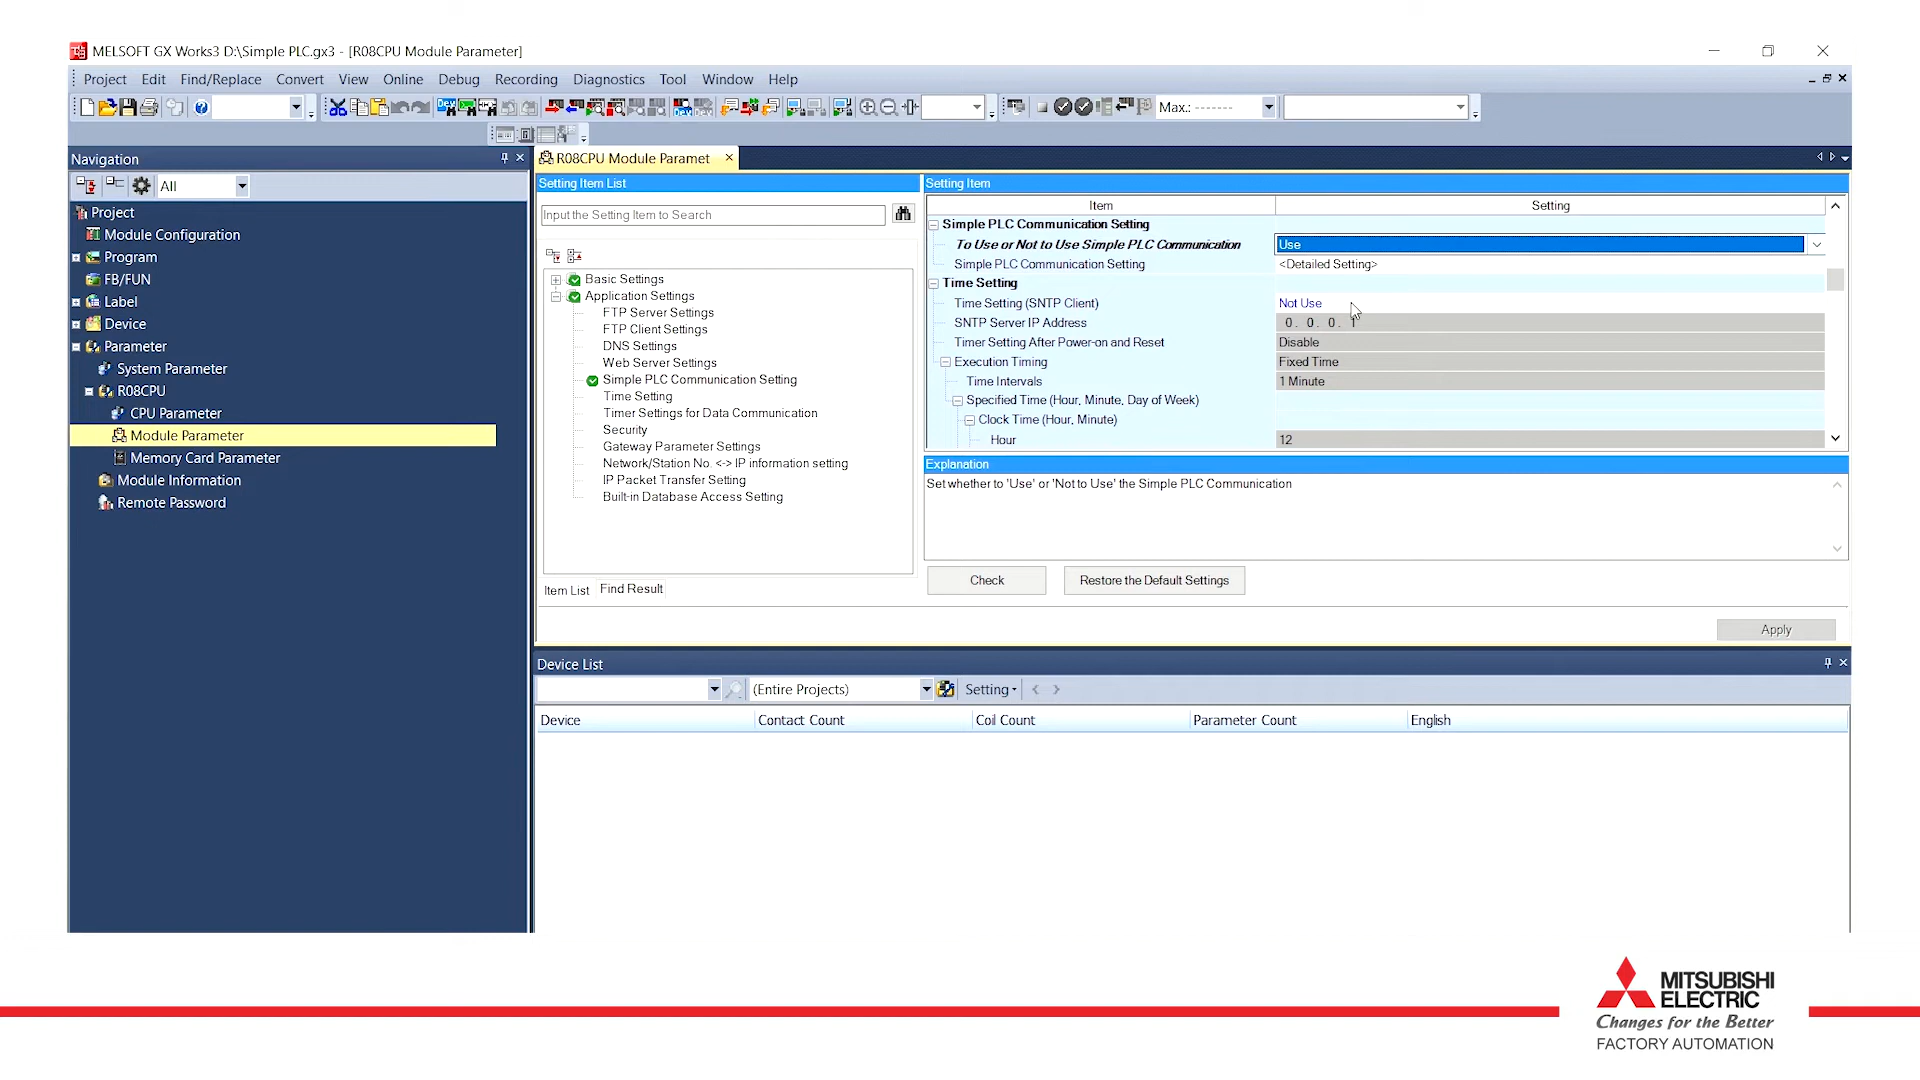 MELSOFT GX Works3 D:\Simple PLC.gx3 - [R08CPU Module Parameter]
Project Edit Find/Replace Convert View Online Debug Recording Diagnostics Tool Window Help
Max.: -------
Navigation
All
Project
Module Configuration
Program
FB/FUN
Label
Device
Parameter
System Parameter
R08CPU
CPU Parameter
Module Parameter
Memory Card Parameter
Module Information
Remote Password
R08CPU Module Paramet
Setting Item List
Input the Setting Item to Search
Basic Settings
Application Settings
FTP Server Settings
FTP Client Settings
DNS Settings
Web Server Settings
Simple PLC Communication Setting
Time Setting
Timer Settings for Data Communication
Security
Gateway Parameter Settings
Network/Station No. <-> IP information setting
IP Packet Transfer Setting
Built-in Database Access Setting
Item List Find Result
Setting Item
Item Setting
Simple PLC Communication Setting
To Use or Not to Use Simple PLC Communication Use
Simple PLC Communication Setting <Detailed Setting>
Time Setting
Time Setting (SNTP Client) Not Use
SNTP Server IP Address 0. 0. 0. 1
Timer Setting After Power-on and Reset Disable
Execution Timing Fixed Time
Time Intervals 1 Minute
Specified Time (Hour, Minute, Day of Week)
Clock Time (Hour, Minute)
Hour 12
Explanation
Set whether to 'Use' or 'Not to Use' the Simple PLC Communication
Check Restore the Default Settings
Apply
Device List
(Entire Projects) Setting
Device Contact Count Coil Count Parameter Count English
MITSUBISHI
ELECTRIC
Changes for the Better
FACTORY AUTOMATION